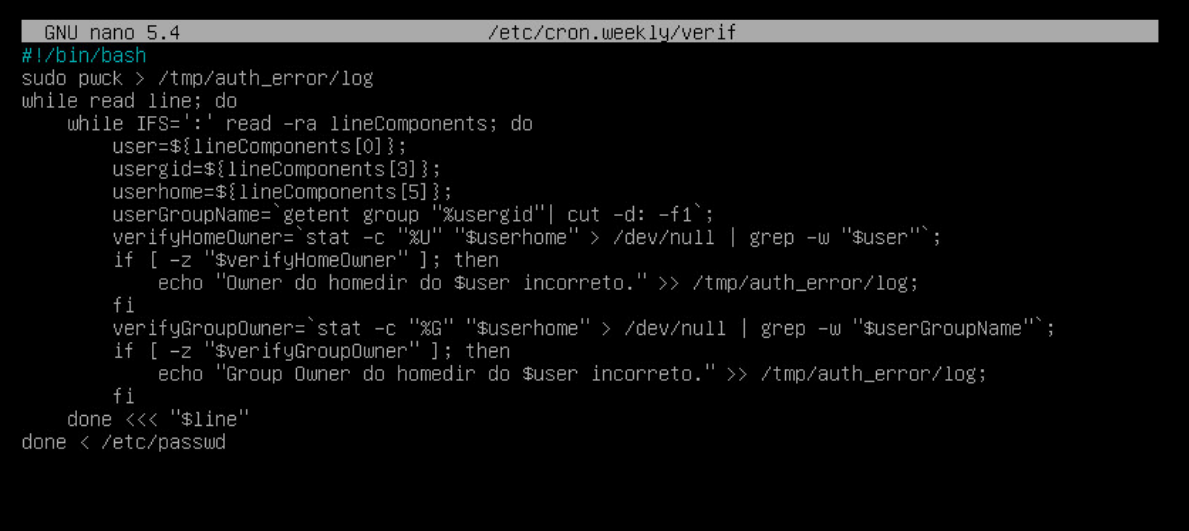 GNU nano 5.4 /etc/cron.weekly/verif
#!/bin/bash
sudo pwck > /tmp/auth_error/log
while read line; do
    while IFS=':' read -ra lineComponents; do
        user=${lineComponents[0]};
        usergid=${lineComponents[3]};
        userhome=${lineComponents[5]};
        userGroupName=`getent group "%usergid"| cut -d: -f1`;
        verifyHomeOwner=`stat -c "%U" "$userhome" > /dev/null | grep -w "$user"`;
        if [ -z "$verifyHomeOwner" ]; then
            echo "Owner do homedir do $user incorreto." >> /tmp/auth_error/log;
        fi
        verifyGroupOwner=`stat -c "%G" "$userhome" > /dev/null | grep -w "$userGroupName"`;
        if [ -z "$verifyGroupOwner" ]; then
            echo "Group Owner do homedir do $user incorreto." >> /tmp/auth_error/log;
        fi
    done <<< "$line"
done < /etc/passwd